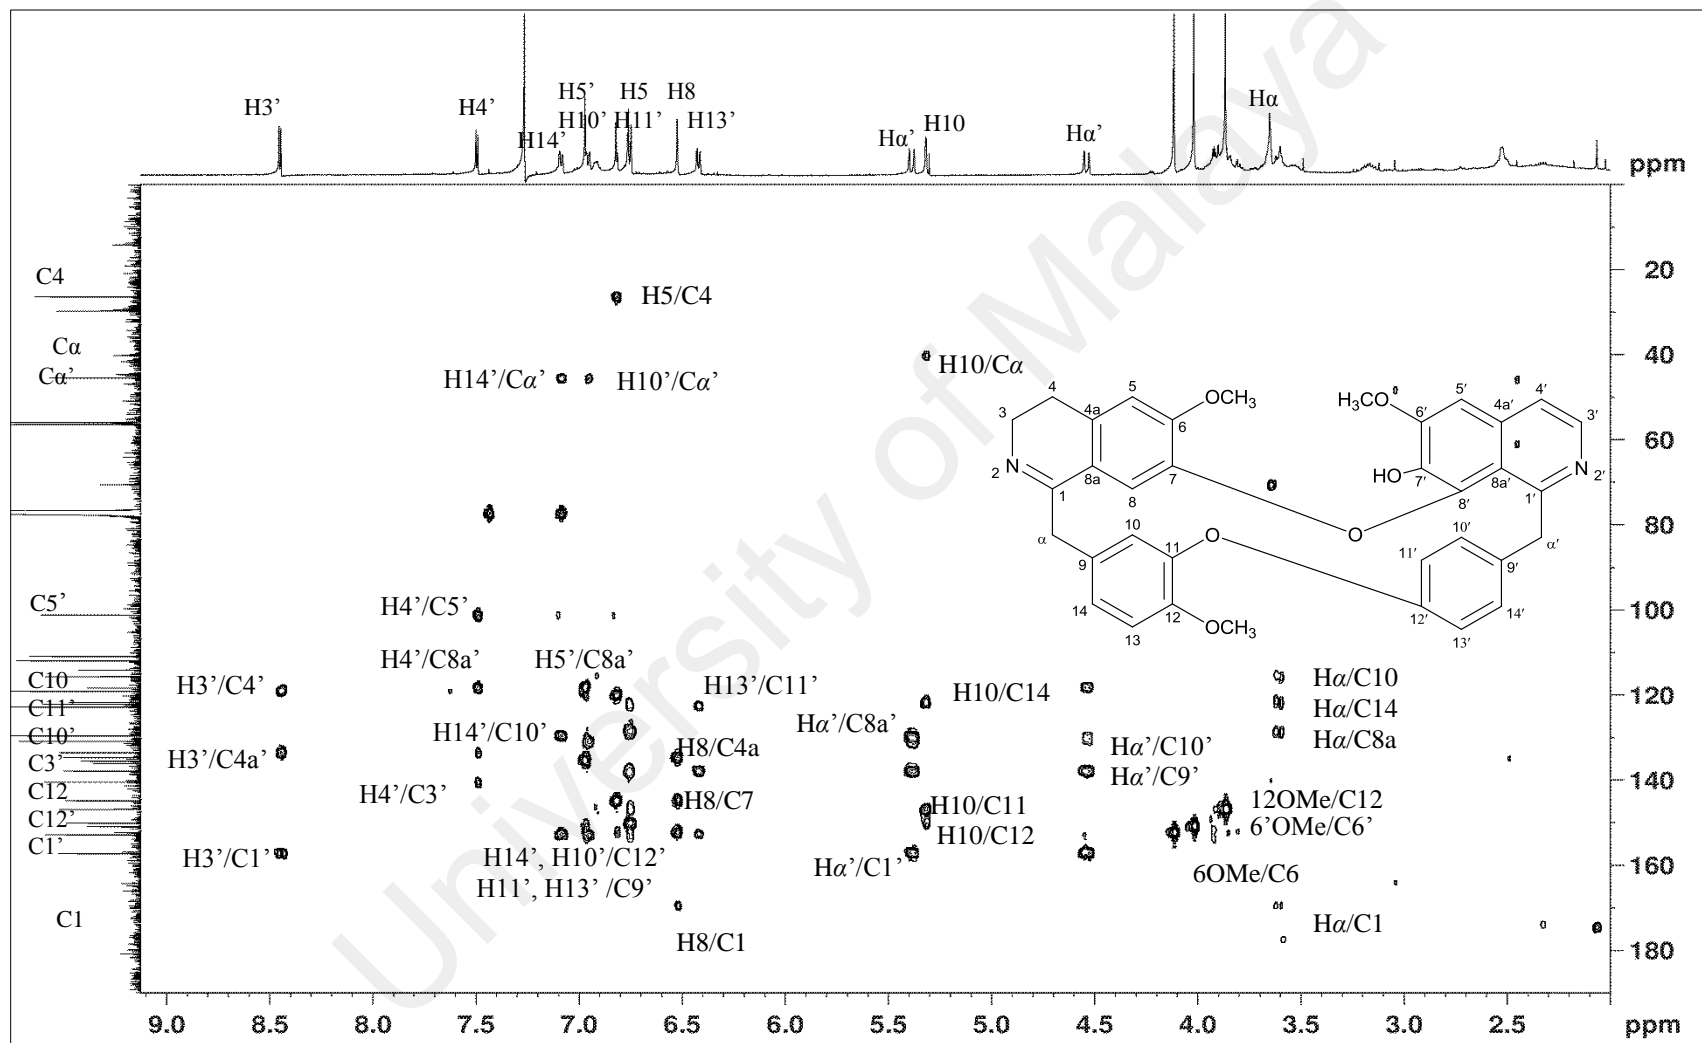 H3’ H4’ H14’ H5’ H10’ H11’ H5 H8 H13’ Hα’ H10 Hα’ Hα
ppm
C4
Cα
Cα’
C5’
C10
C11’
C10’
C3’
C12
C12’
C1’
C1
H5/C4
H10/Cα
H14’/Cα’ H10’/Cα’
H4’/C5’
H4’/C8a’ H5’/C8a’
H3’/C4’ H13’/C11’ H10/C14
Hα/C10
Hα/C14
Hα’/C8a’ Hα/C8a
H14’/C10’
H3’/C4a’ H8/C4a Hα’/C10’
Hα’/C9’
H4’/C3’ H8/C7 H10/C11 12OMe/C12
H10/C12 6’OMe/C6’
H3’/C1’ H14’, H10’/C12’ Hα’/C1’
H11’, H13’ /C9’ 6OMe/C6
H8/C1 Hα/C1
4 5 OCH3
3 4a 6
N 2 8a 7
1 8
α 10
9 11 O
14 12
13 OCH3
O
H3CO 5' 4'
6' 4a' 3'
HO 7' 8a' N 2'
8' 1'
10' α'
11' 9'
12' 14'
13'
20
40
60
80
100
120
140
160
180
9.0 8.5 8.0 7.5 7.0 6.5 6.0 5.5 5.0 4.5 4.0 3.5 3.0 2.5 ppm
University of Malaya